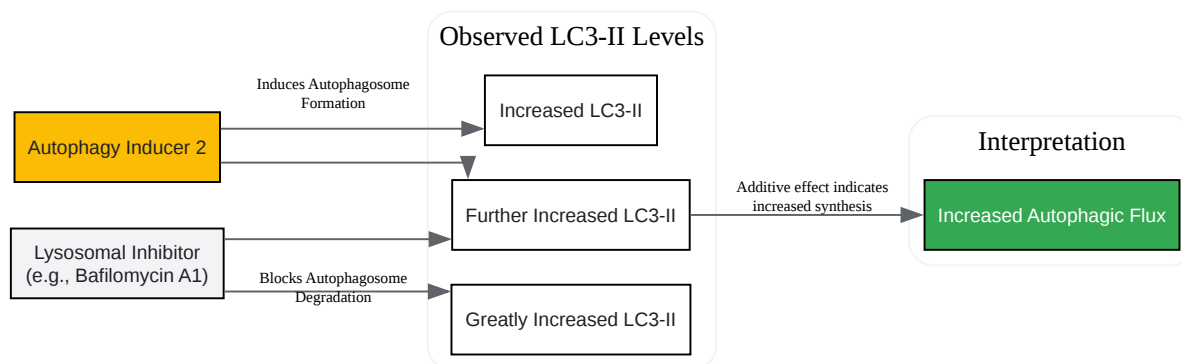 Observed LC3-II Levels
Induces Autophagosome
Formation
Increased LC3-II
Autophagy Inducer 2
Interpretation
Further Increased LC3-II
Additive effect indicates
increased synthesis
Increased Autophagic Flux
Lysosomal Inhibitor
(e.g., Bafilomycin A1)
Blocks Autophagosome
Degradation
Greatly Increased LC3-II